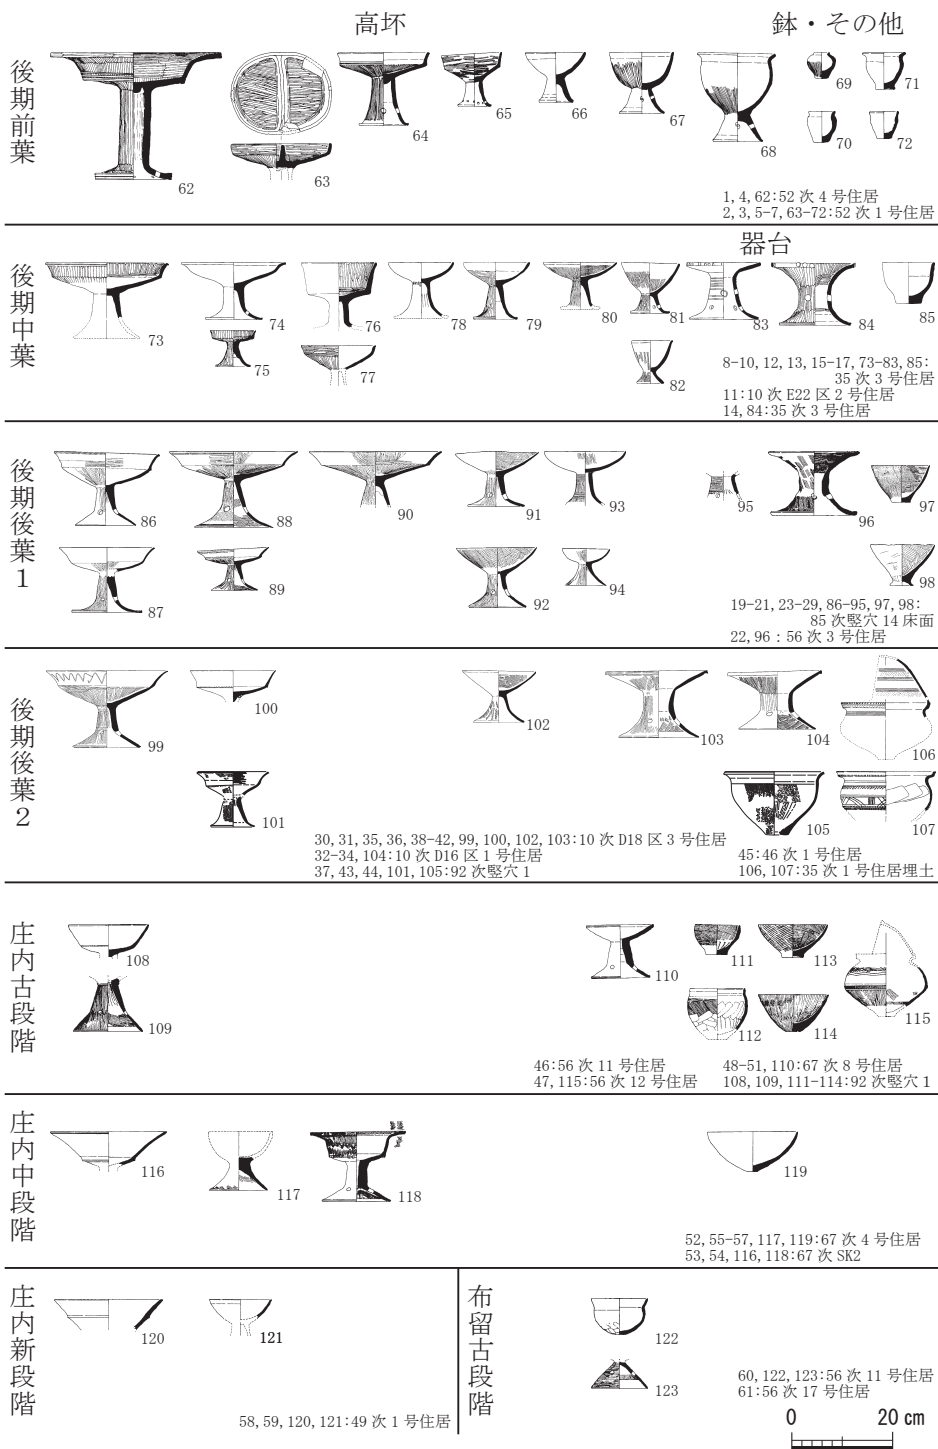 高坏
鉢・その他
後期前葉
62
63
64
65
66
67
68
69
70
71
72
1, 4, 62:52 次 4 号住居
2, 3, 5-7, 63-72:52 次 1 号住居
後期中葉
器台
73
74
75
76
77
78
79
80
81
82
83
84
85
8-10, 12, 13, 15-17, 73-83, 85:
35 次 3 号住居
11:10 次 E22 区 2 号住居
14, 84:35 次 3 号住居
後期後葉1
86
87
88
89
90
91
92
93
94
95
96
97
98
19-21, 23-29, 86-95, 97, 98:
85 次竪穴 14 床面
22, 96 : 56 次 3 号住居
後期後葉2
99
100
101
102
103
104
105
106
107
30, 31, 35, 36, 38-42, 99, 100, 102, 103:10 次 D18 区 3 号住居
32-34, 104:10 次 D16 区 1 号住居
37, 43, 44, 101, 105:92 次竪穴 1
45:46 次 1 号住居
106, 107:35 次 1 号住居埋土
庄内古段階
108
109
110
111
112
113
114
115
46:56 次 11 号住居
47, 115:56 次 12 号住居
48-51, 110:67 次 8 号住居
108, 109, 111-114:92 次竪穴 1
庄内中段階
116
117
118
119
52, 55-57, 117, 119:67 次 4 号住居
53, 54, 116, 118:67 次 SK2
庄内新段階
120
121
58, 59, 120, 121:49 次 1 号住居
布留古段階
122
123
60, 122, 123:56 次 11 号住居
61:56 次 17 号住居
0 20 cm